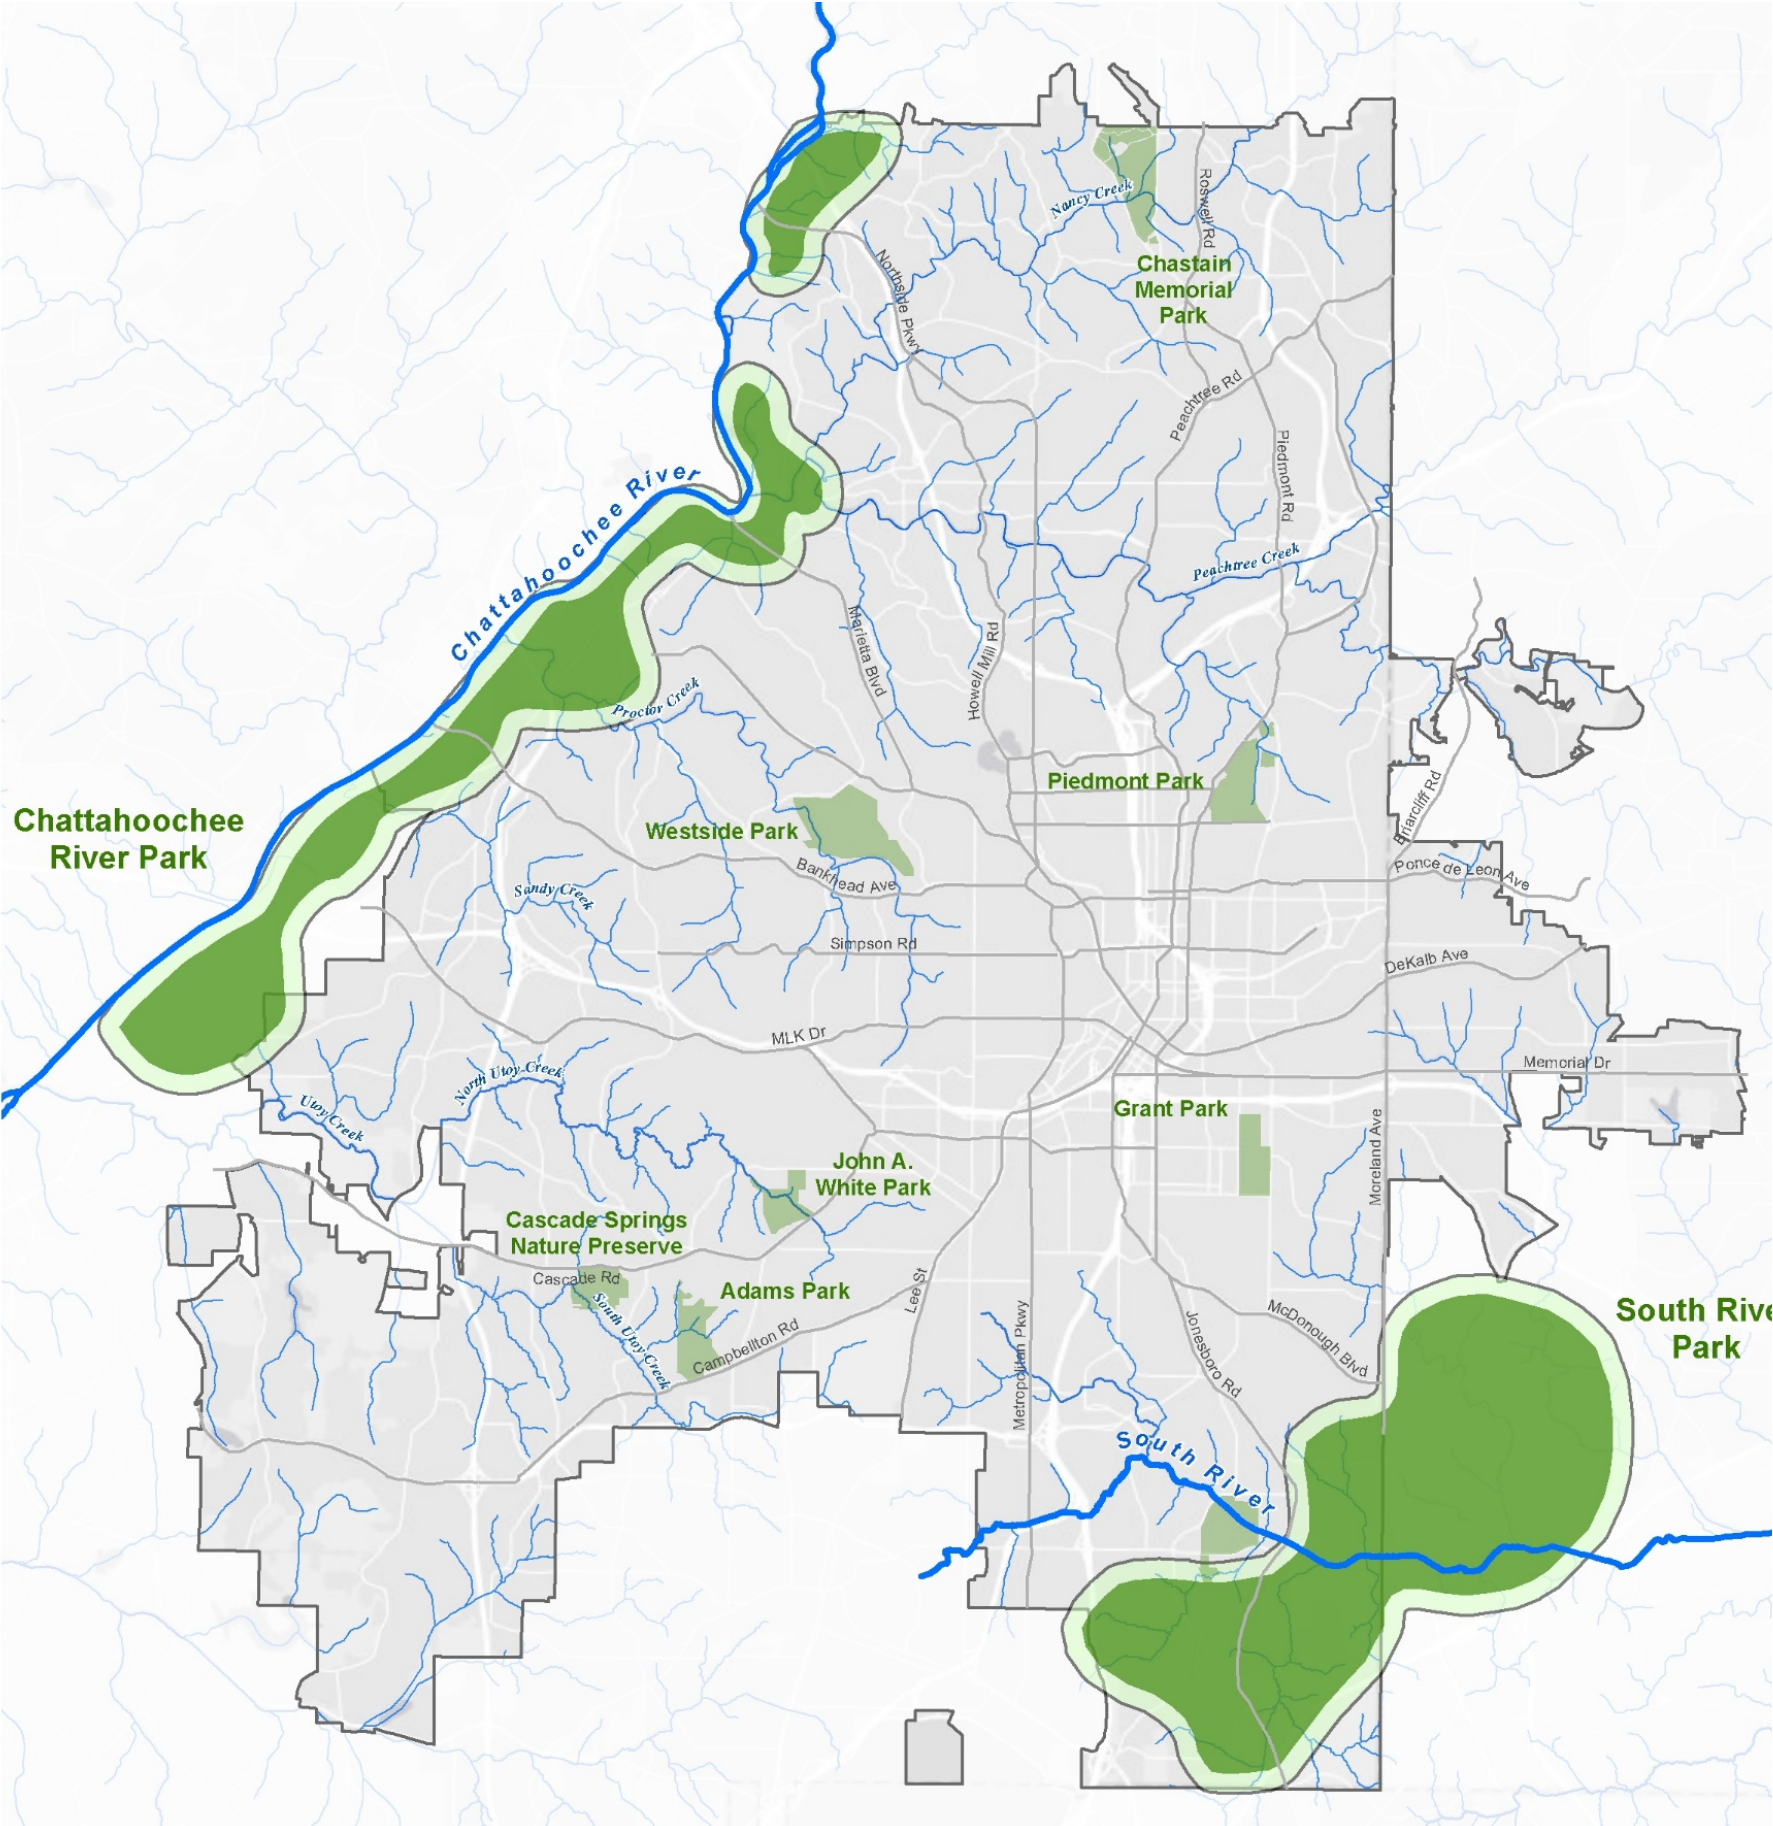 Nancy Creek
Roswell Rd
Chastain
Memorial
Park
Northside Pkwy
Peachtree Rd
Piedmont Rd
Chattahoochee River
Peachtree Creek
Marietta Blvd
Howell Mill Rd
Proctor Creek
Piedmont Park
Briarcliff Rd
Chattahoochee
River Park
Westside Park
Bankhead Ave
Ponce de Leon Ave
Sandy Creek
Simpson Rd
DeKalb Ave
MLK Dr
Memorial Dr
North Utoy Creek
Utoy Creek
Grant Park
Moreland Ave
John A.
White Park
Cascade Springs
Nature Preserve
Cascade Rd
Adams Park
South Utoy Creek
Lee St
Campbellton Rd
Metropolitan Pkwy
Jonesboro Rd
McDonough Blvd
South Rive
Park
South River